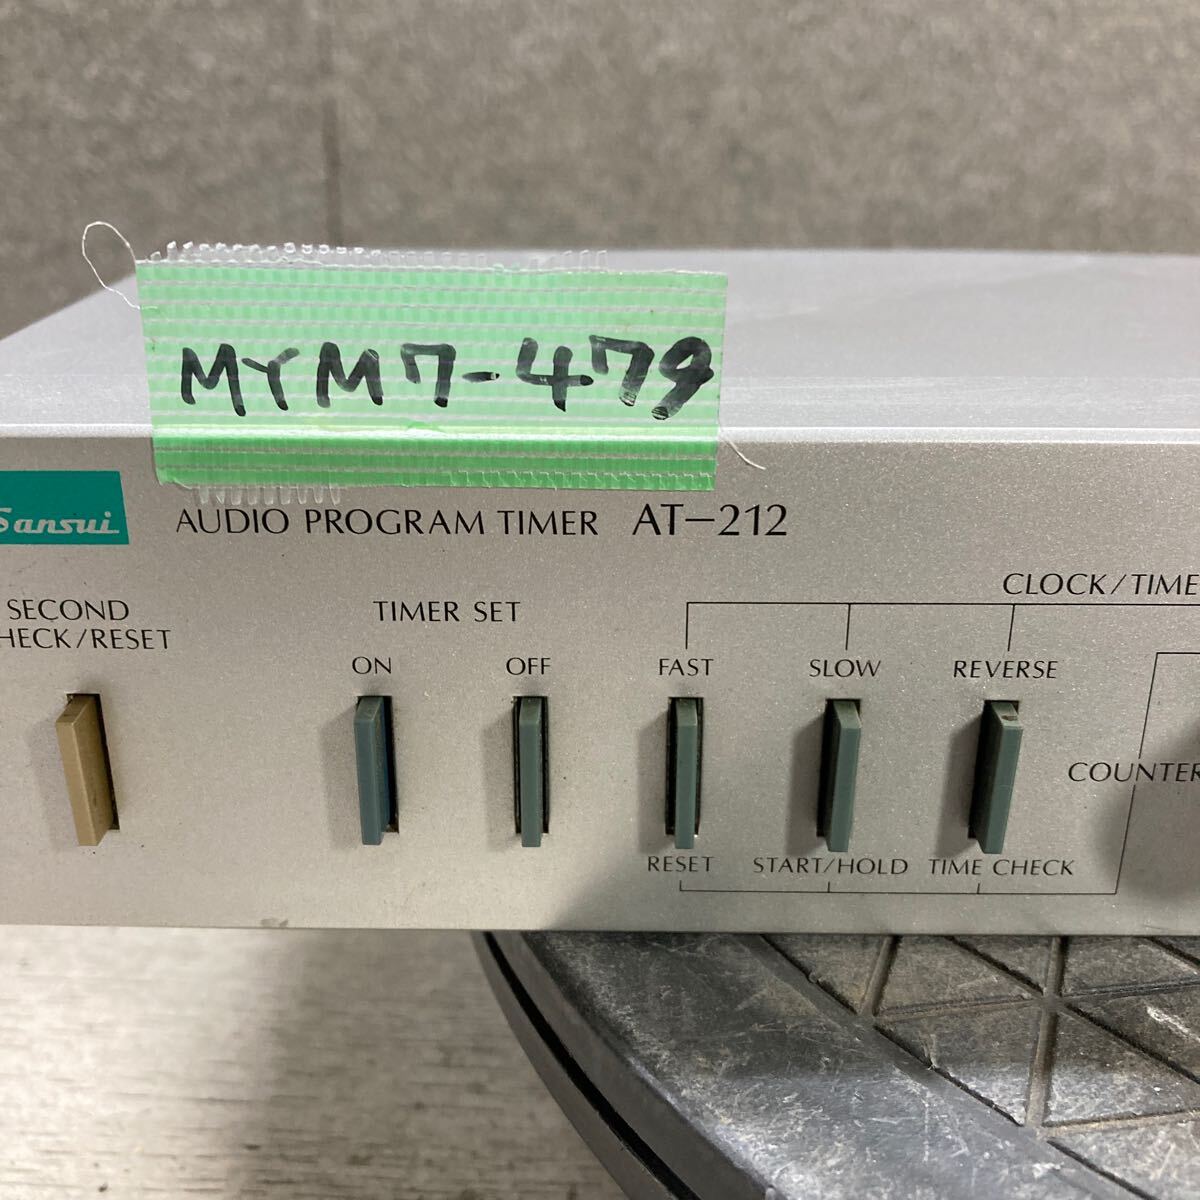 MYM7-479
Sansui
AUDIO PROGRAM TIMER AT-212
CLOCK/TIME
SECOND
HECK/RESET
TIMER SET
ON
OFF
FAST
SLOW
REVERSE
COUNTER
RESET
START/HOLD
TIME CHECK